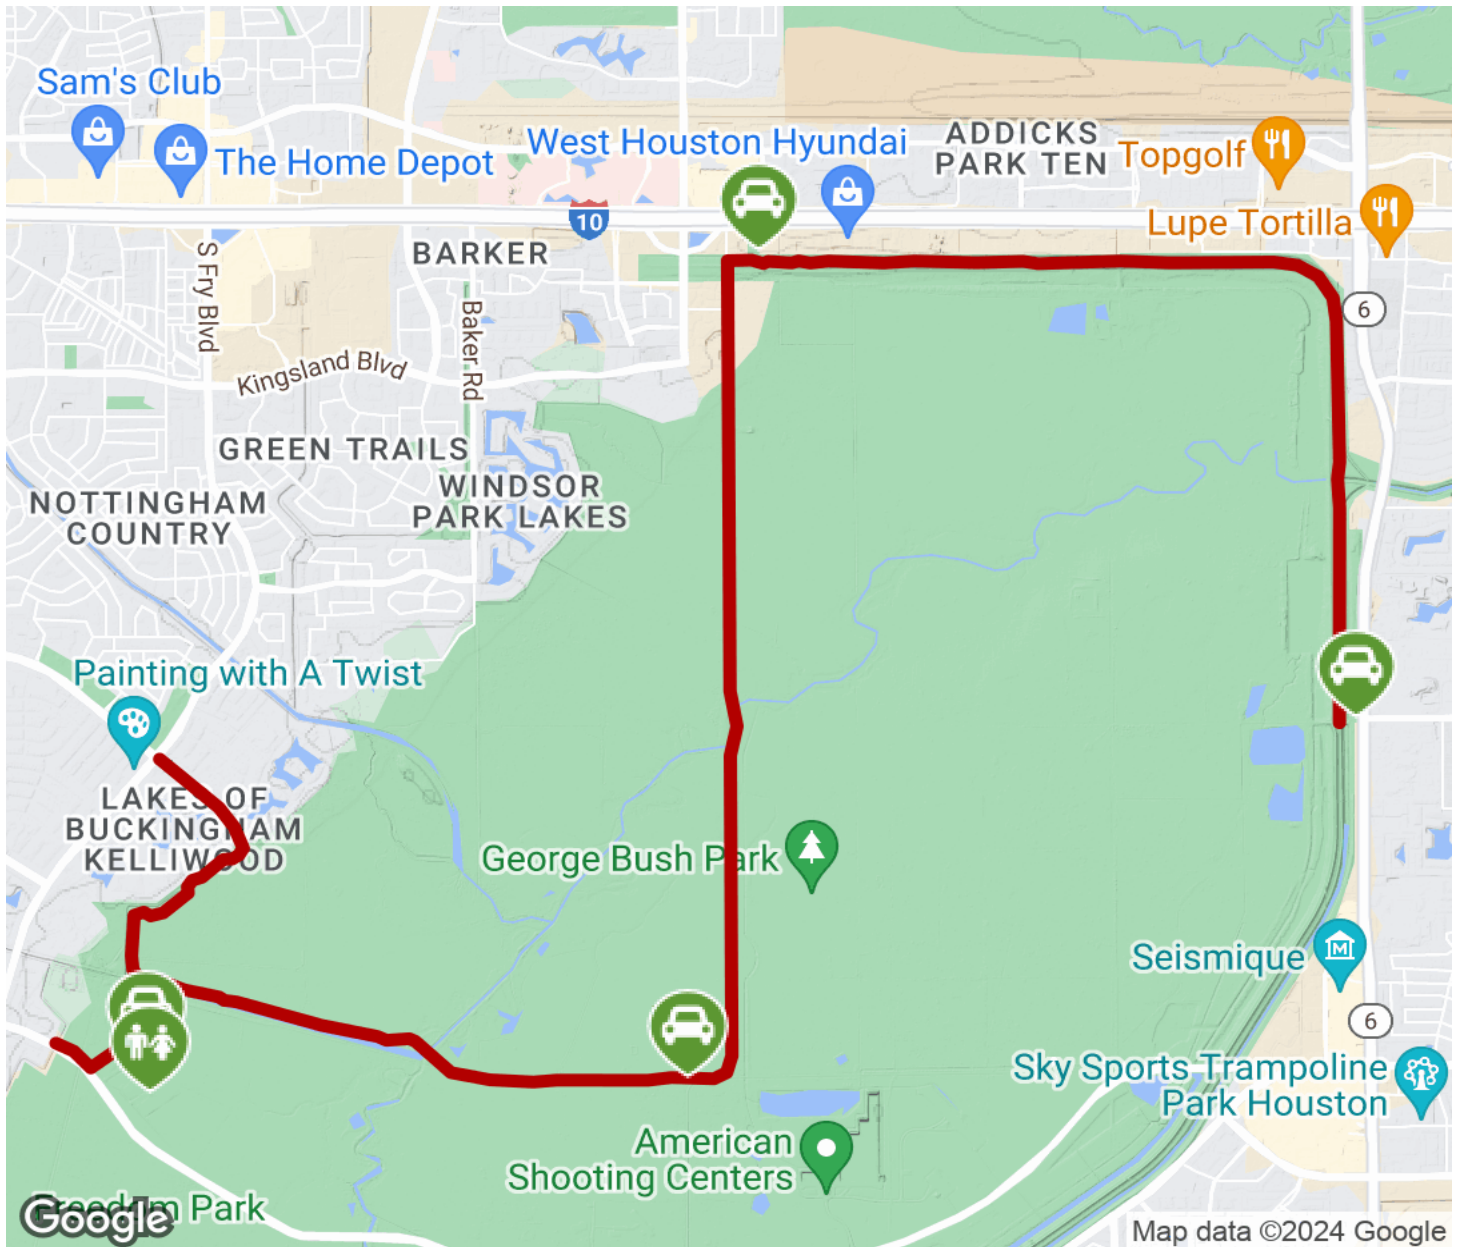 Sam's Club
The Home Depot
West Houston Hyundai
ADDICKS
PARK TEN
Topgolf
Lupe Tortilla
10
BARKER
S Fry Blvd
Baker Rd
6
Kingsland Blvd
GREEN TRAILS
WINDSOR
PARK LAKES
NOTTINGHAM
COUNTRY
Painting with A Twist
LAKES OF
BUCKINGHAM
KELLIWOOD
George Bush Park
Seismique
6
Sky Sports Trampoline
Park Houston
American
Shooting Centers
Freedom Park
Google
Map data ©2024 Google
M